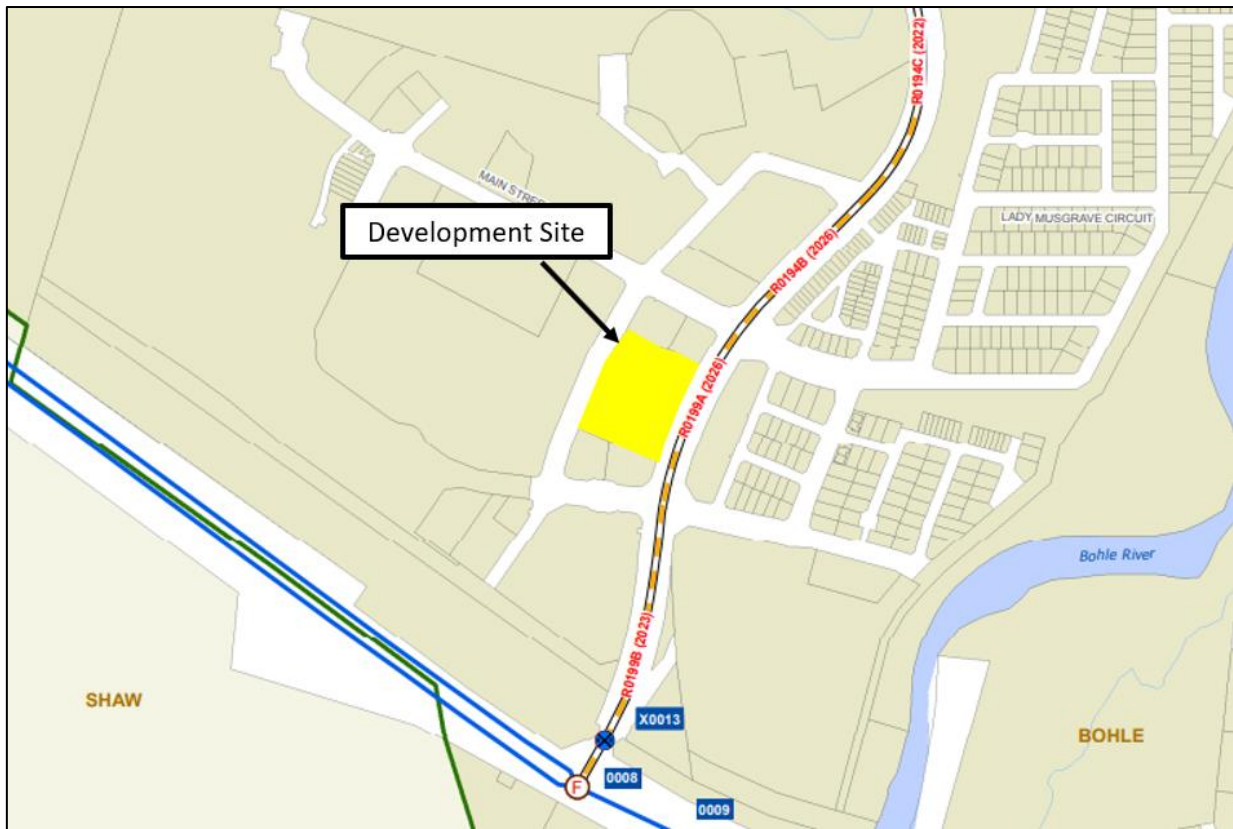 R0194C (2022)
MAIN STREE
LADY MUSGRAVE CIRCUIT
Development Site
R0194B (2026)
R0199A (2026)
Bohle River
R0199B (2023)
SHAW
X0013
BOHLE
0008
F
0009